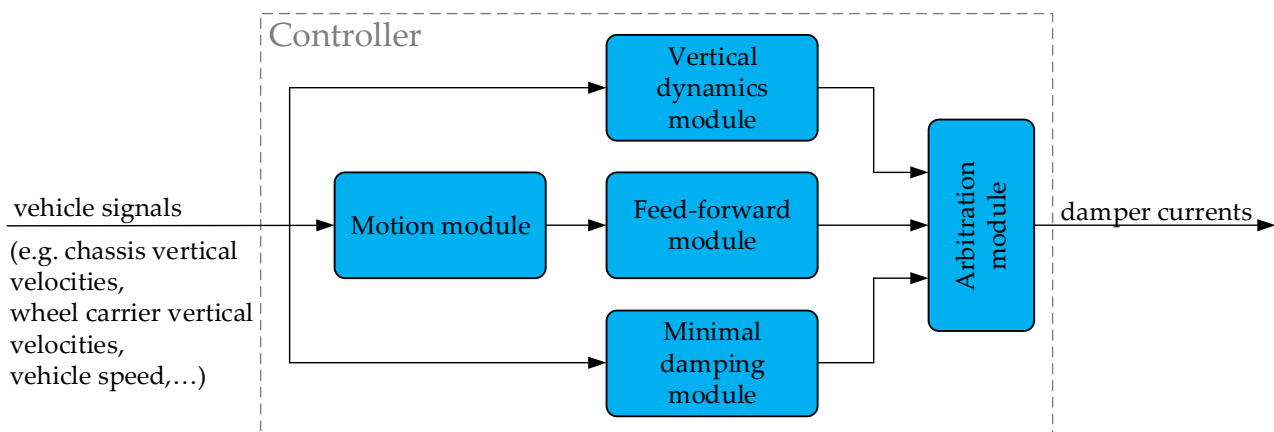 Controller
Vertical
dynamics
module
vehicle signals
(e.g. chassis vertical
velocities,
wheel carrier vertical
velocities,
vehicle speed,…)
Motion module
Feed-forward
module
Minimal
damping
module
Arbitration
module
damper currents